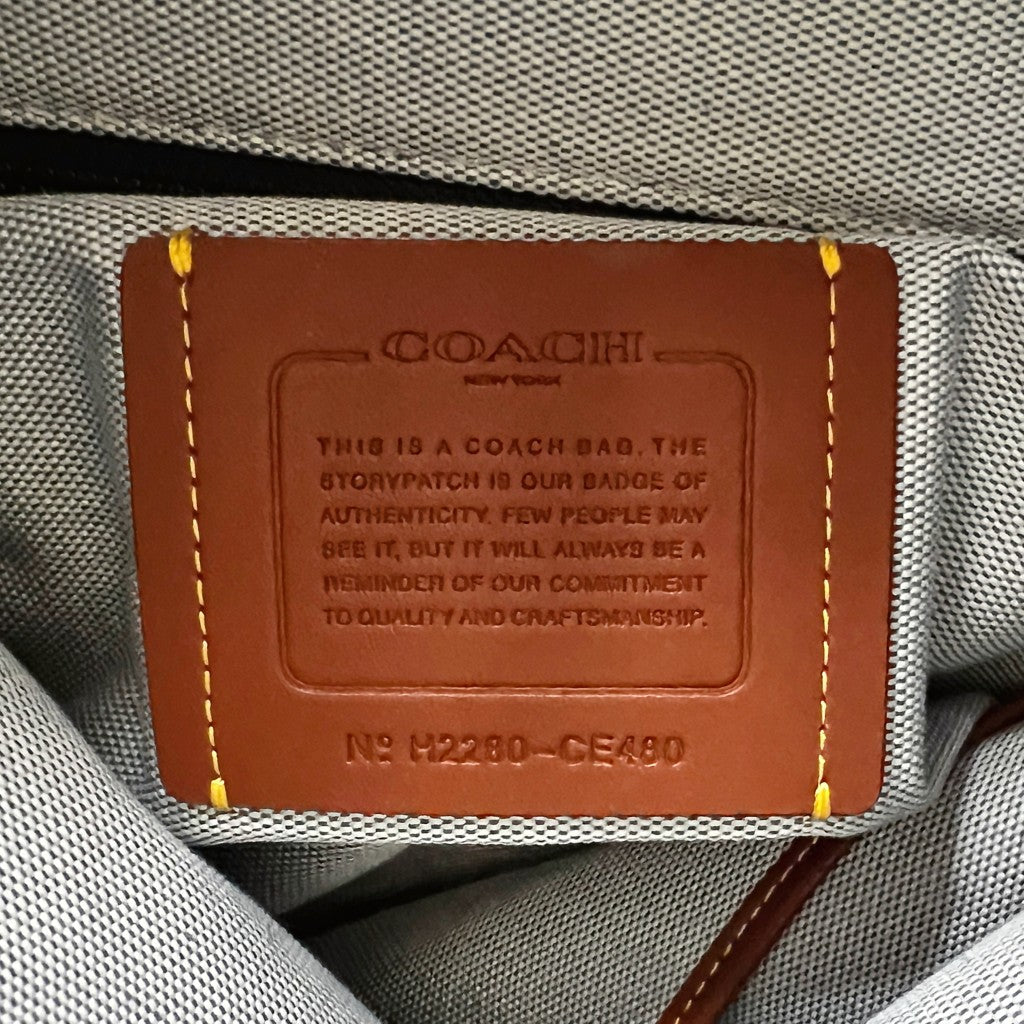 COACH
NEW YORK
THIS IS A COACH BAG. THE
STORYPATCH IS OUR BADGE OF
AUTHENTICITY. FEW PEOPLE MAY
SEE IT, BUT IT WILL ALWAYS BE A
REMINDER OF OUR COMMITMENT
TO QUALITY AND CRAFTSMANSHIP.
Nº H2280-CE480